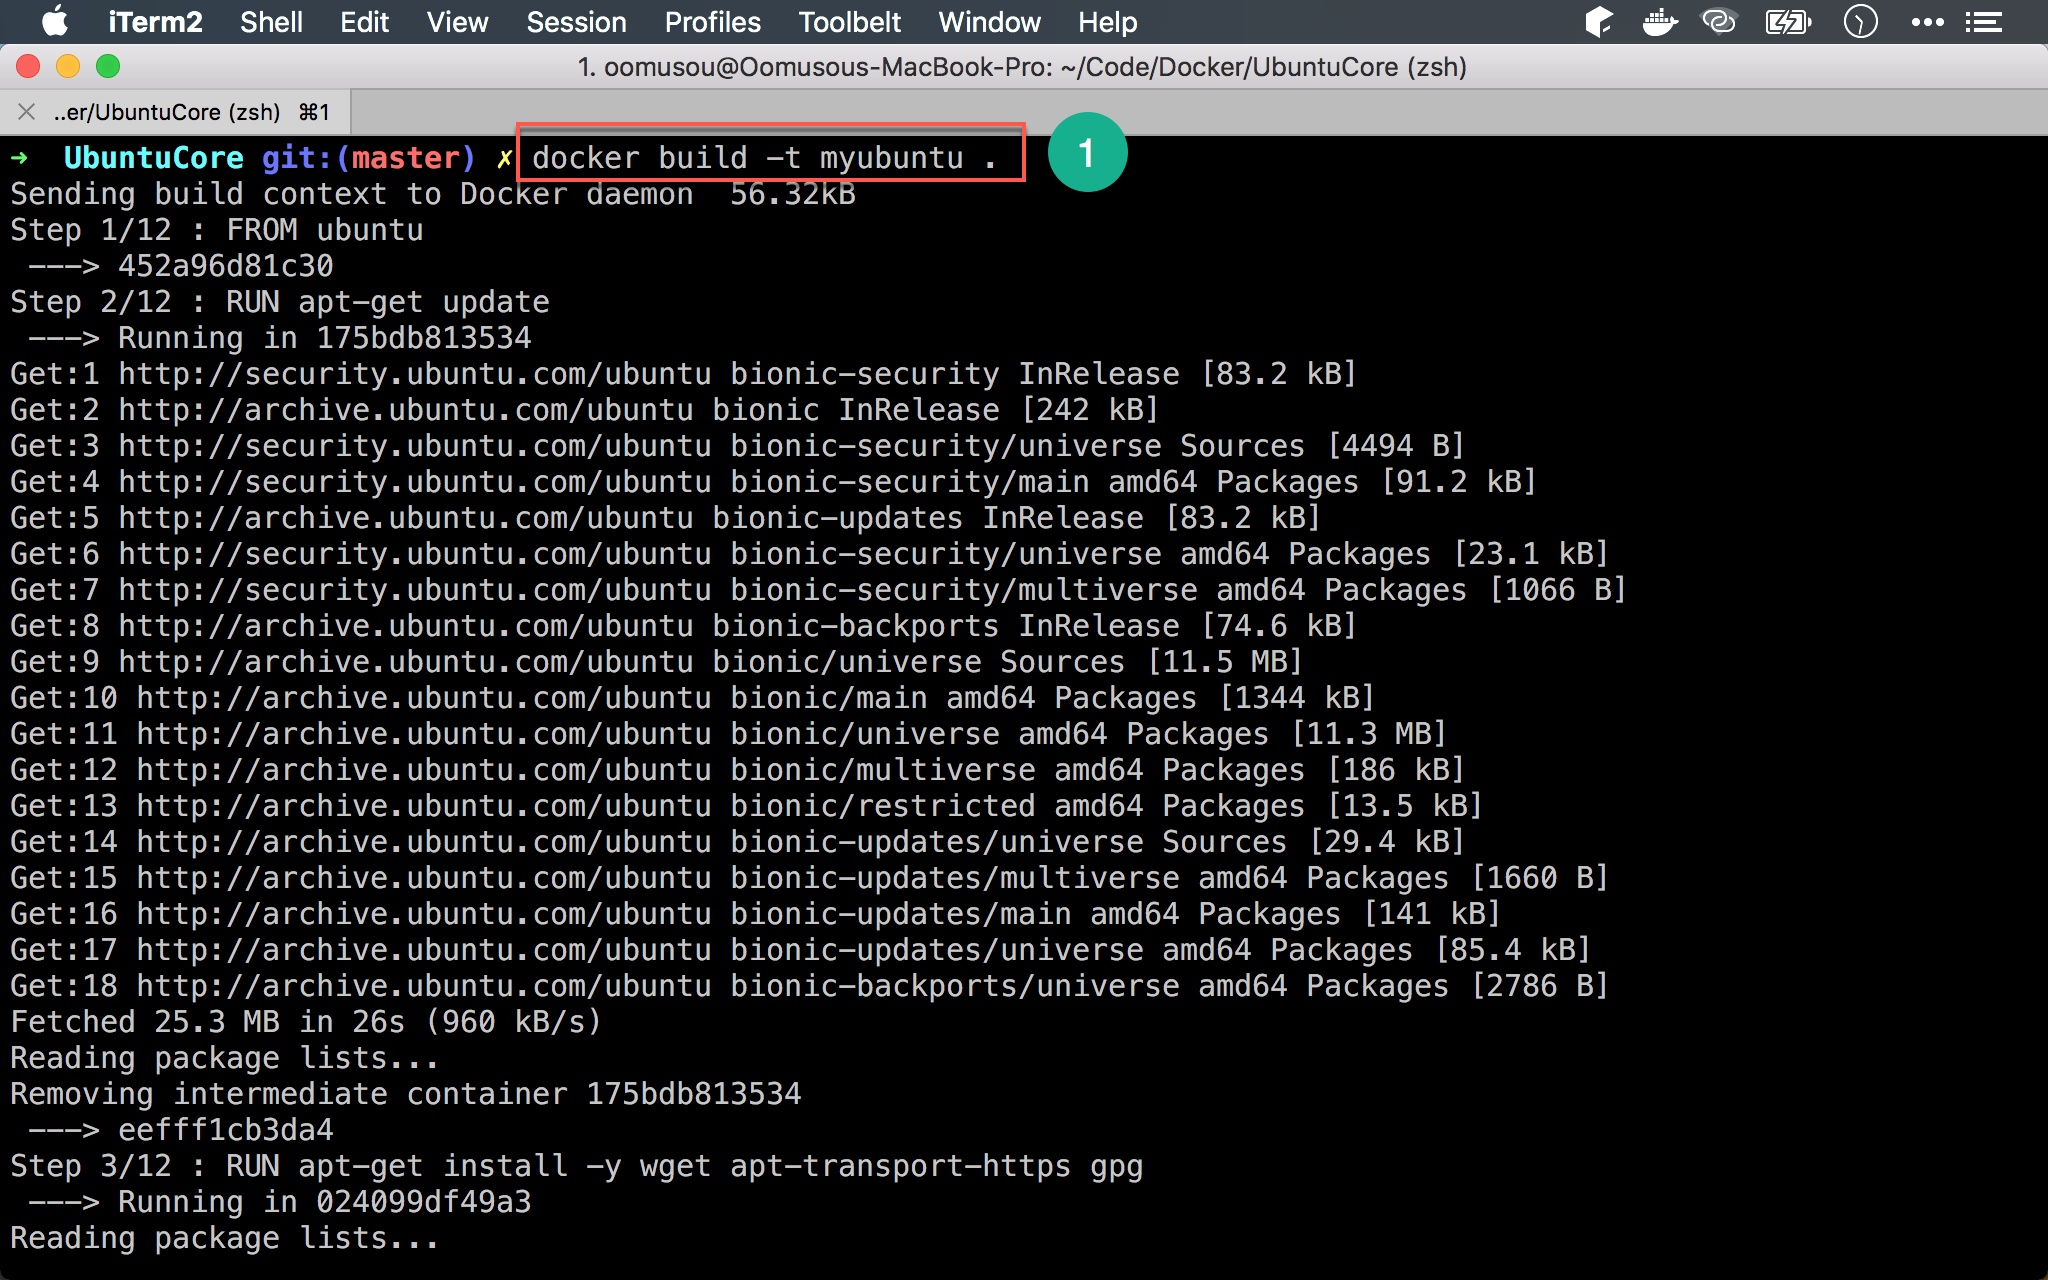 iTerm2 Shell Edit View Session Profiles Toolbelt Window Help
1. oomusou@Oomusous-MacBook-Pro: ~/Code/Docker/UbuntuCore (zsh)
..er/UbuntuCore (zsh) ⌘1
➜ UbuntuCore git:(master) ✗ docker build -t myubuntu .
1
Sending build context to Docker daemon  56.32kB
Step 1/12 : FROM ubuntu
 ---> 452a96d81c30
Step 2/12 : RUN apt-get update
 ---> Running in 175bdb813534
Get:1 http://security.ubuntu.com/ubuntu bionic-security InRelease [83.2 kB]
Get:2 http://archive.ubuntu.com/ubuntu bionic InRelease [242 kB]
Get:3 http://security.ubuntu.com/ubuntu bionic-security/universe Sources [4494 B]
Get:4 http://security.ubuntu.com/ubuntu bionic-security/main amd64 Packages [91.2 kB]
Get:5 http://archive.ubuntu.com/ubuntu bionic-updates InRelease [83.2 kB]
Get:6 http://security.ubuntu.com/ubuntu bionic-security/universe amd64 Packages [23.1 kB]
Get:7 http://security.ubuntu.com/ubuntu bionic-security/multiverse amd64 Packages [1066 B]
Get:8 http://archive.ubuntu.com/ubuntu bionic-backports InRelease [74.6 kB]
Get:9 http://archive.ubuntu.com/ubuntu bionic/universe Sources [11.5 MB]
Get:10 http://archive.ubuntu.com/ubuntu bionic/main amd64 Packages [1344 kB]
Get:11 http://archive.ubuntu.com/ubuntu bionic/universe amd64 Packages [11.3 MB]
Get:12 http://archive.ubuntu.com/ubuntu bionic/multiverse amd64 Packages [186 kB]
Get:13 http://archive.ubuntu.com/ubuntu bionic/restricted amd64 Packages [13.5 kB]
Get:14 http://archive.ubuntu.com/ubuntu bionic-updates/universe Sources [29.4 kB]
Get:15 http://archive.ubuntu.com/ubuntu bionic-updates/multiverse amd64 Packages [1660 B]
Get:16 http://archive.ubuntu.com/ubuntu bionic-updates/main amd64 Packages [141 kB]
Get:17 http://archive.ubuntu.com/ubuntu bionic-updates/universe amd64 Packages [85.4 kB]
Get:18 http://archive.ubuntu.com/ubuntu bionic-backports/universe amd64 Packages [2786 B]
Fetched 25.3 MB in 26s (960 kB/s)
Reading package lists...
Removing intermediate container 175bdb813534
 ---> eefff1cb3da4
Step 3/12 : RUN apt-get install -y wget apt-transport-https gpg
 ---> Running in 024099df49a3
Reading package lists...